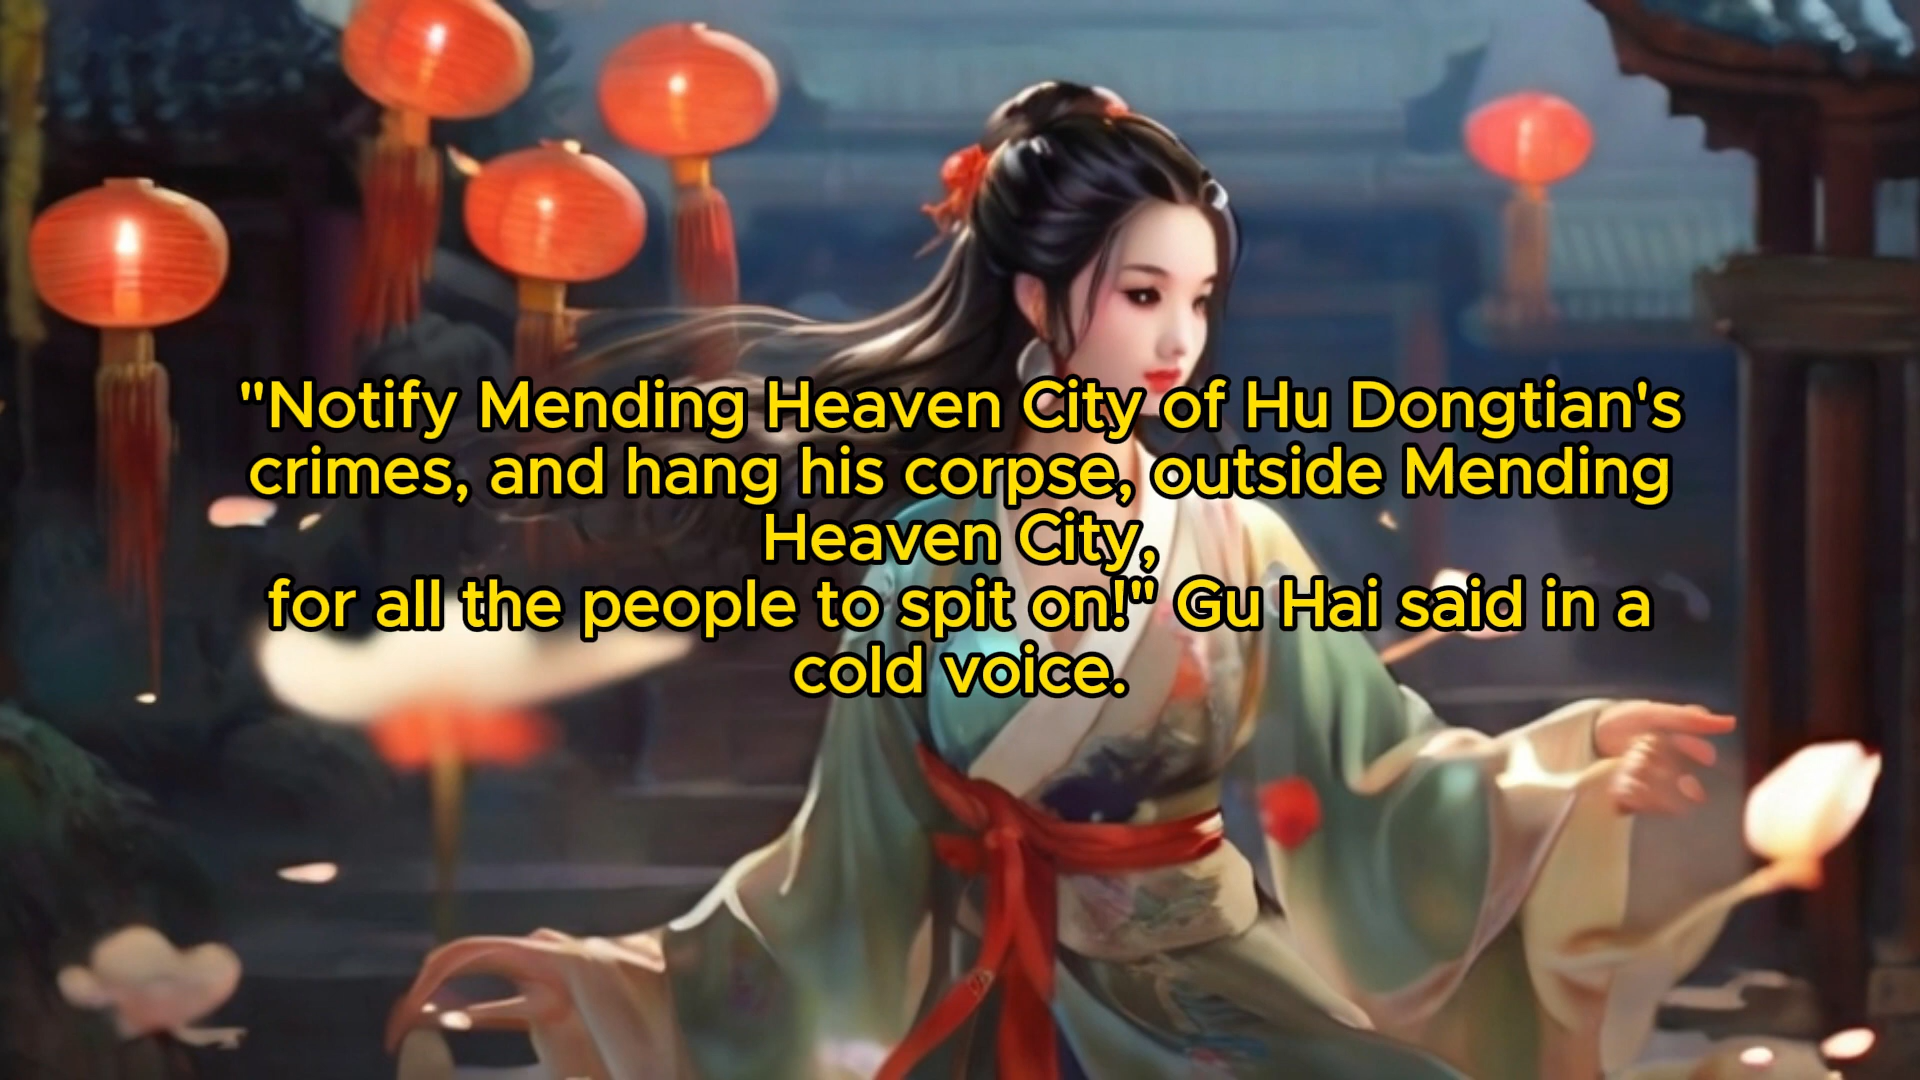 "Notify Mending Heaven City of Hu Dongtian's
crimes, and hang his corpse, outside Mending
Heaven City,
for all the people to spit on!" Gu Hai said in a
cold voice.